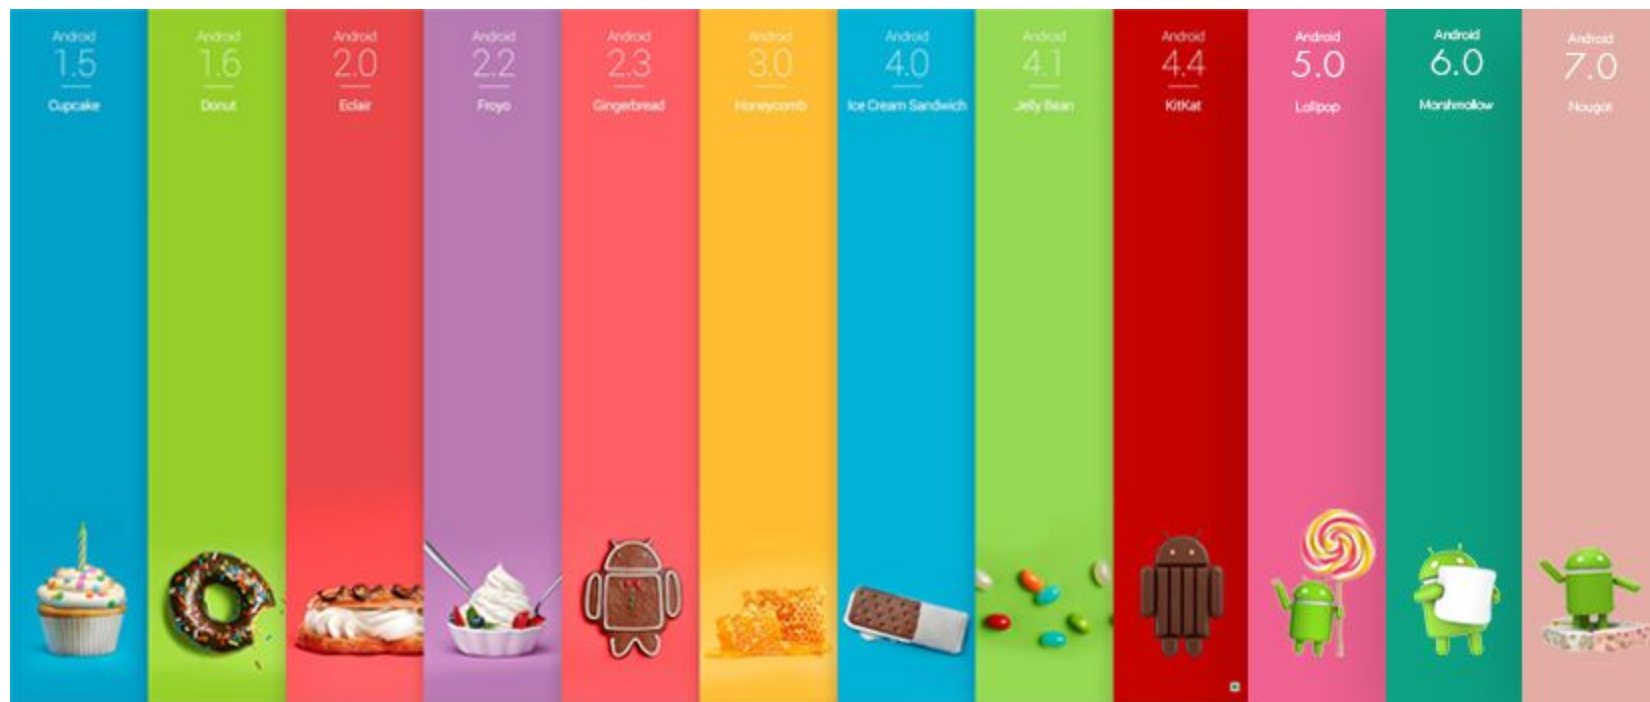 Android
1.5
Cupcake
Android
1.6
Donut
Android
2.0
Eclair
Android
2.2
Froyo
Android
2.3
Gingerbread
Android
3.0
Honeycomb
Android
4.0
Ice Cream Sandwich
Android
4.1
Jelly Bean
Android
4.4
KitKat
Android
5.0
Lollipop
Android
6.0
Marshmallow
Android
7.0
Nougat